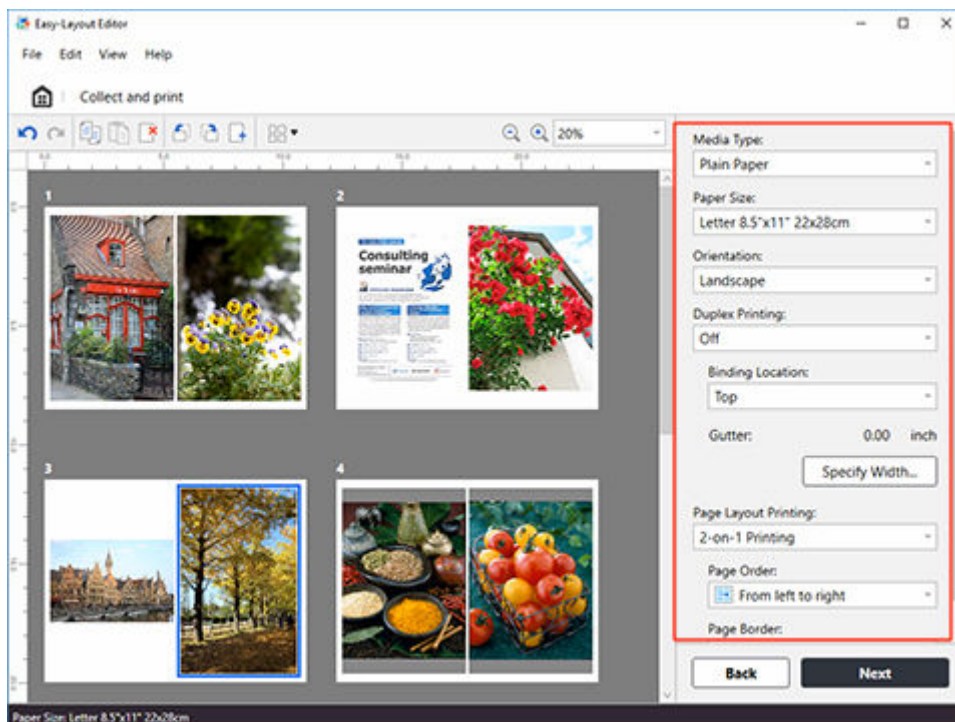 Easy-Layout Editor
File Edit View Help
Collect and print
20%
1
2
Consulting
seminar
3
4
Media Type:
Plain Paper
Paper Size:
Letter 8.5"x11" 22x28cm
Orientation:
Landscape
Duplex Printing:
Off
Binding Location:
Top
Gutter: 0.00 inch
Specify Width...
Page Layout Printing:
2-on-1 Printing
Page Order:
From left to right
Page Border:
Back
Next
Paper Size: Letter 8.5"x11" 22x28cm